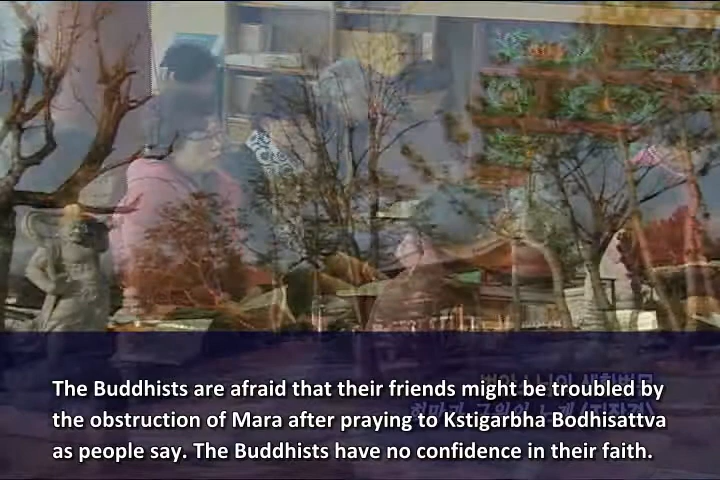 The Buddhists are afraid that their friends might be troubled by
the obstruction of Mara after praying to Kstigarbha Bodhisattva
as people say. The Buddhists have no confidence in their faith.